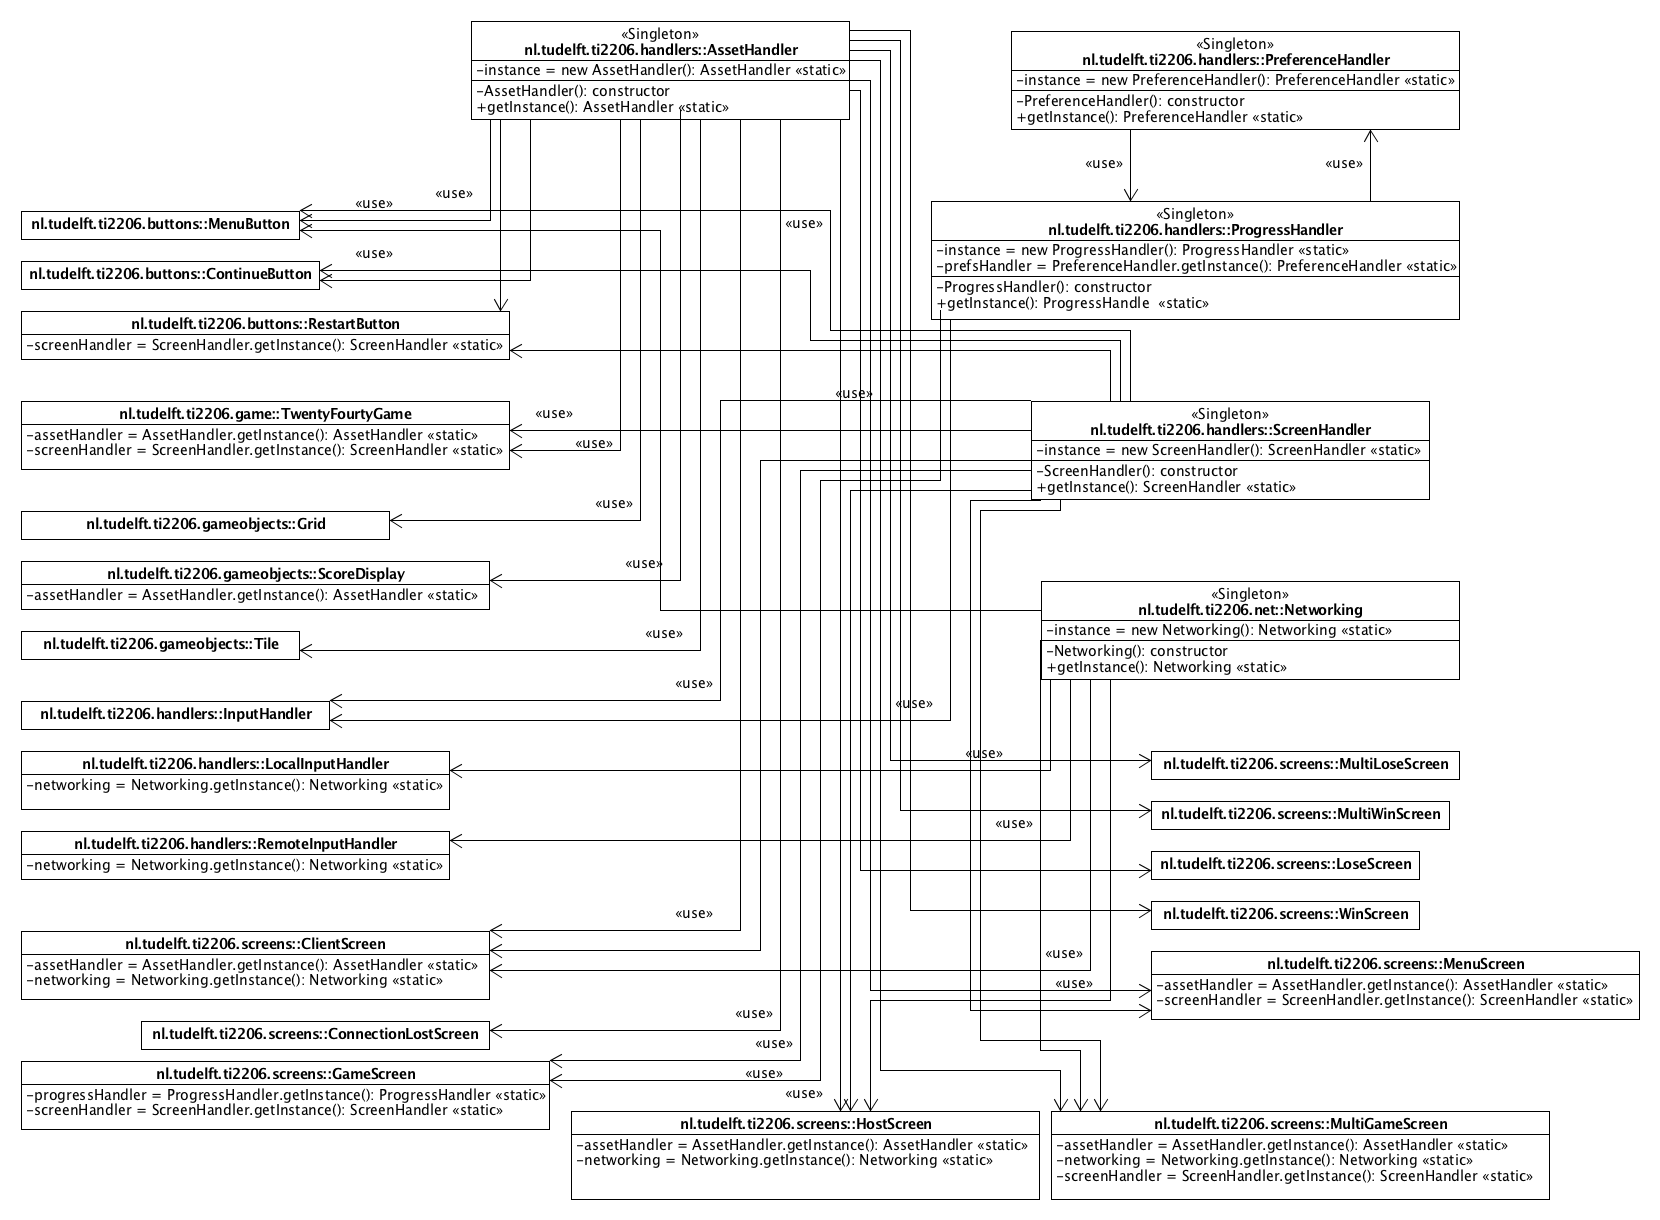 «Singleton»
nl.tudelft.ti2206.handlers::AssetHandler
-instance = new AssetHandler(): AssetHandler «static»
-AssetHandler(): constructor
+getInstance(): AssetHandler «static»
«Singleton»
nl.tudelft.ti2206.handlers::PreferenceHandler
-instance = new PreferenceHandler(): PreferenceHandler «static»
-PreferenceHandler(): constructor
+getInstance(): PreferenceHandler «static»
«use»
«use»
«use»
«use»
«use»
nl.tudelft.ti2206.buttons::MenuButton
«Singleton»
nl.tudelft.ti2206.handlers::ProgressHandler
-instance = new ProgressHandler(): ProgressHandler «static»
-prefsHandler = PreferenceHandler.getInstance(): PreferenceHandler «static»
-ProgressHandler(): constructor
+getInstance(): ProgressHandle «static»
«use»
nl.tudelft.ti2206.buttons::ContinueButton
nl.tudelft.ti2206.buttons::RestartButton
-screenHandler = ScreenHandler.getInstance(): ScreenHandler «static»
«use»
nl.tudelft.ti2206.game::TwentyFourtyGame
-assetHandler = AssetHandler.getInstance(): AssetHandler «static»
-screenHandler = ScreenHandler.getInstance(): ScreenHandler «static»
«use»
«use»
«Singleton»
nl.tudelft.ti2206.handlers::ScreenHandler
-instance = new ScreenHandler(): ScreenHandler «static»
-ScreenHandler(): constructor
+getInstance(): ScreenHandler «static»
«use»
nl.tudelft.ti2206.gameobjects::Grid
«use»
nl.tudelft.ti2206.gameobjects::ScoreDisplay
-assetHandler = AssetHandler.getInstance(): AssetHandler «static»
«Singleton»
nl.tudelft.ti2206.net::Networking
-instance = new Networking(): Networking «static»
-Networking(): constructor
+getInstance(): Networking «static»
«use»
nl.tudelft.ti2206.gameobjects::Tile
«use»
«use»
nl.tudelft.ti2206.handlers::InputHandler
«use»
nl.tudelft.ti2206.handlers::LocalInputHandler
-networking = Networking.getInstance(): Networking «static»
nl.tudelft.ti2206.screens::MultiLoseScreen
nl.tudelft.ti2206.screens::MultiWinScreen
«use»
nl.tudelft.ti2206.handlers::RemoteInputHandler
-networking = Networking.getInstance(): Networking «static»
nl.tudelft.ti2206.screens::LoseScreen
«use»
nl.tudelft.ti2206.screens::WinScreen
nl.tudelft.ti2206.screens::ClientScreen
-assetHandler = AssetHandler.getInstance(): AssetHandler «static»
-networking = Networking.getInstance(): Networking «static»
«use»
«use»
nl.tudelft.ti2206.screens::MenuScreen
-assetHandler = AssetHandler.getInstance(): AssetHandler «static»
-screenHandler = ScreenHandler.getInstance(): ScreenHandler «static»
«use»
nl.tudelft.ti2206.screens::ConnectionLostScreen
«use»
nl.tudelft.ti2206.screens::GameScreen
-progressHandler = ProgressHandler.getInstance(): ProgressHandler «static»
-screenHandler = ScreenHandler.getInstance(): ScreenHandler «static»
«use»
«use»
nl.tudelft.ti2206.screens::HostScreen
-assetHandler = AssetHandler.getInstance(): AssetHandler «static»
-networking = Networking.getInstance(): Networking «static»
nl.tudelft.ti2206.screens::MultiGameScreen
-assetHandler = AssetHandler.getInstance(): AssetHandler «static»
-networking = Networking.getInstance(): Networking «static»
-screenHandler = ScreenHandler.getInstance(): ScreenHandler «static»